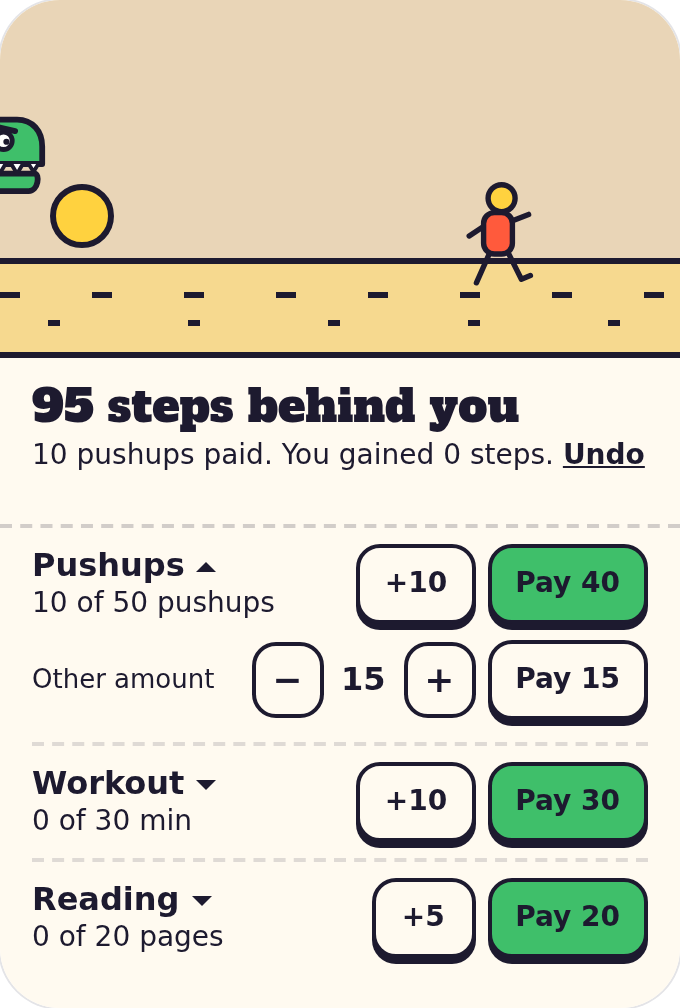 95 steps behind you
10 pushups paid. You gained 0 steps. Undo
Pushups
+10
Pay 40
10 of 50 pushups
Other amount
−
15
+
Pay 15
Workout
+10
Pay 30
0 of 30 min
Reading
+5
Pay 20
0 of 20 pages